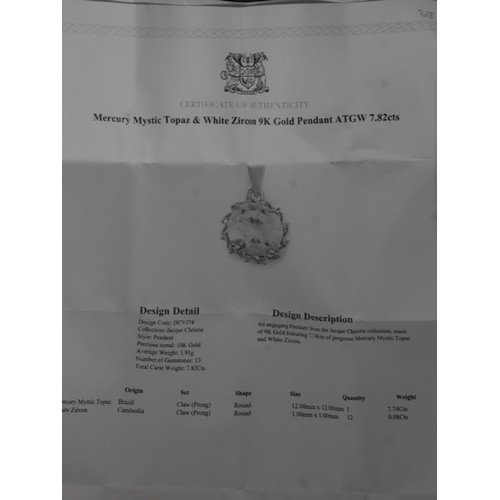 CERTIFICATE OF AUTHENTICITY
Mercury Mystic Topaz & White Zircon 9K Gold Pendant ATGW 7.82cts
Design Detail
Design Code: DCVJ74
Collection: Jacque Christie
Style: Pendant
Precious metal: 10K Gold
Average Weight: 1.93g
Number of Gemstones: 13
Total Carat Weight: 7.82Cts
Design Description
An engaging Pendant from the Jacque Christie collection, made
of 9K Gold featuring 7.74cts of gorgeous Mercury Mystic Topaz
and White Zircon.
Origin Set Shape Size Quantity Weight
ercury Mystic Topaz Brazil Claw (Prong) Round 12.00mm x 12.00mm 1 7.74Cts
hite Zircon Cambodia Claw (Prong) Round 1.00mm x 1.00mm 12 0.08Cts